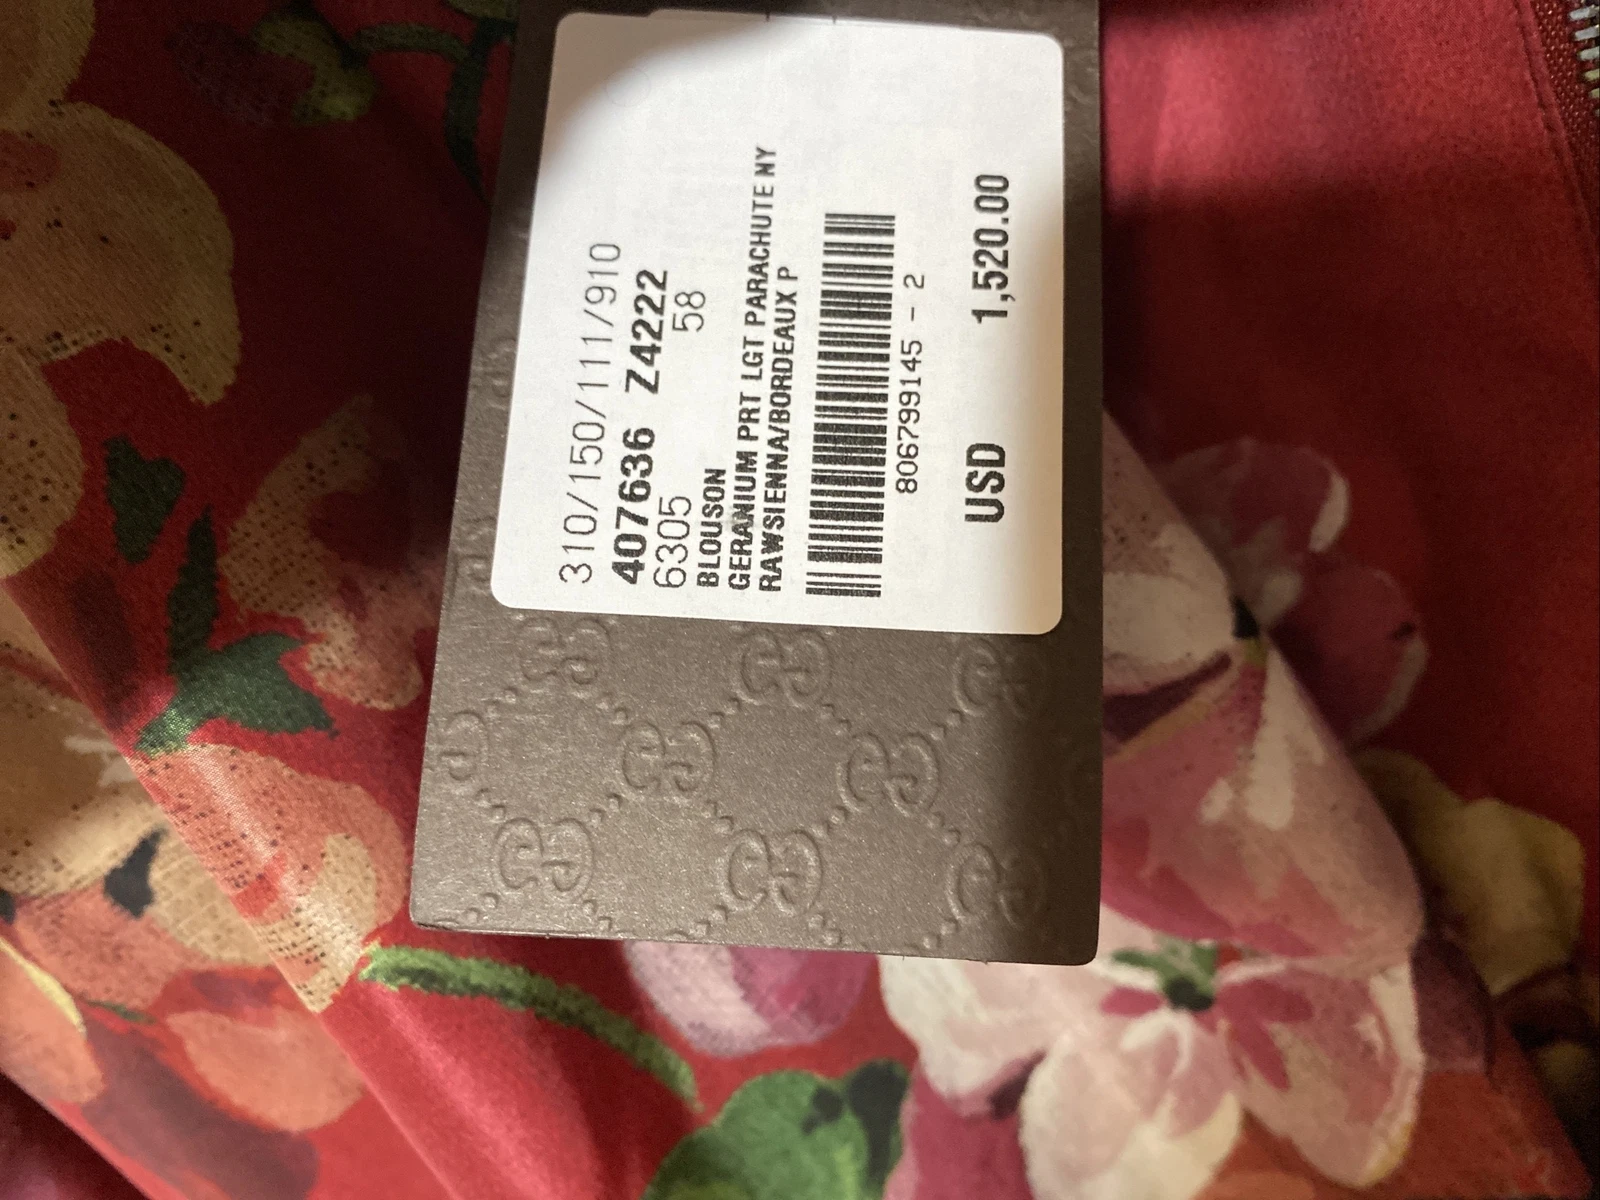 310/150/111/910
407636 Z4222
6305 58
BLOUSON
GERANIUM PRT LGT PARACHUTE NY
RAWSIENNA/BORDEAUX P
806799145 - 2
USD 1,520.00